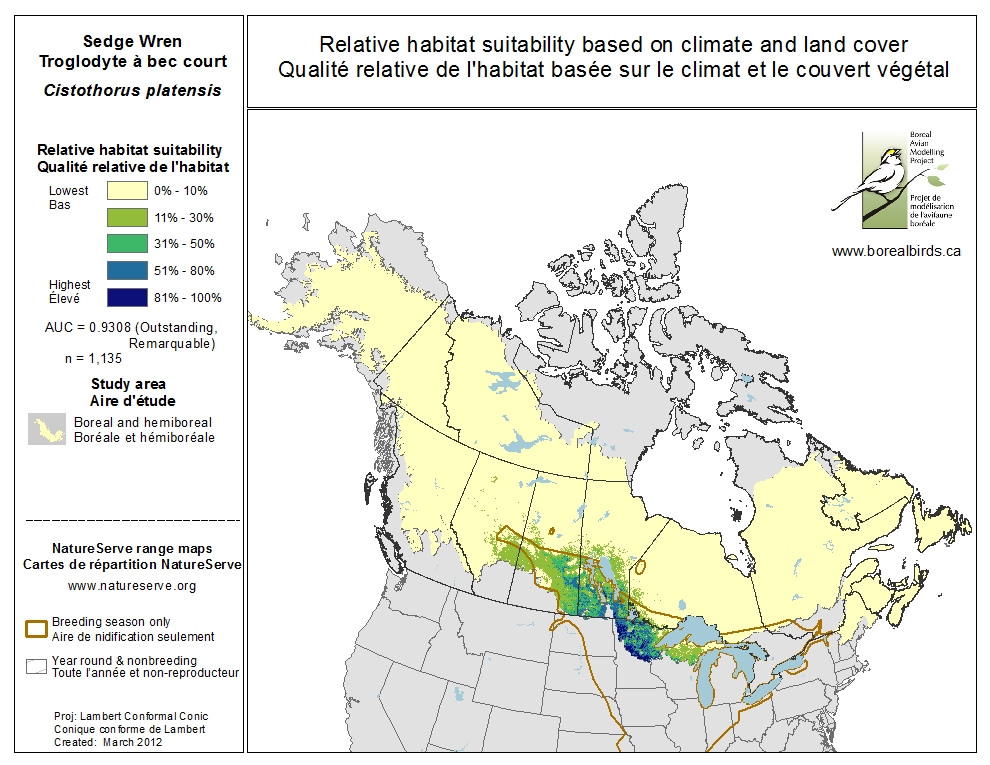 Sedge Wren
Troglodyte à bec court
Cistothorus platensis
Relative habitat suitability
Qualité relative de l'habitat
Lowest
Bas
0% - 10%
11% - 30%
31% - 50%
51% - 80%
Highest
Élevé
81% - 100%
AUC = 0.9308 (Outstanding,
Remarquable)
n = 1,135
Study area
Aire d'étude
Boreal and hemiboreal
Boréale et hémiboréale
NatureServe range maps
Cartes de répartition NatureServe
www.natureserve.org
Breeding season only
Aire de nidification seulement
Year round & nonbreeding
Toute l'année et non-reproducteur
Proj: Lambert Conformal Conic
Conique conforme de Lambert
Created: March 2012
Relative habitat suitability based on climate and land cover
Qualité relative de l'habitat basée sur le climat et le couvert végétal
Boreal
Avian
Modelling
Project
Projet de
modélisation
de l'avifaune
boréale
www.borealbirds.ca